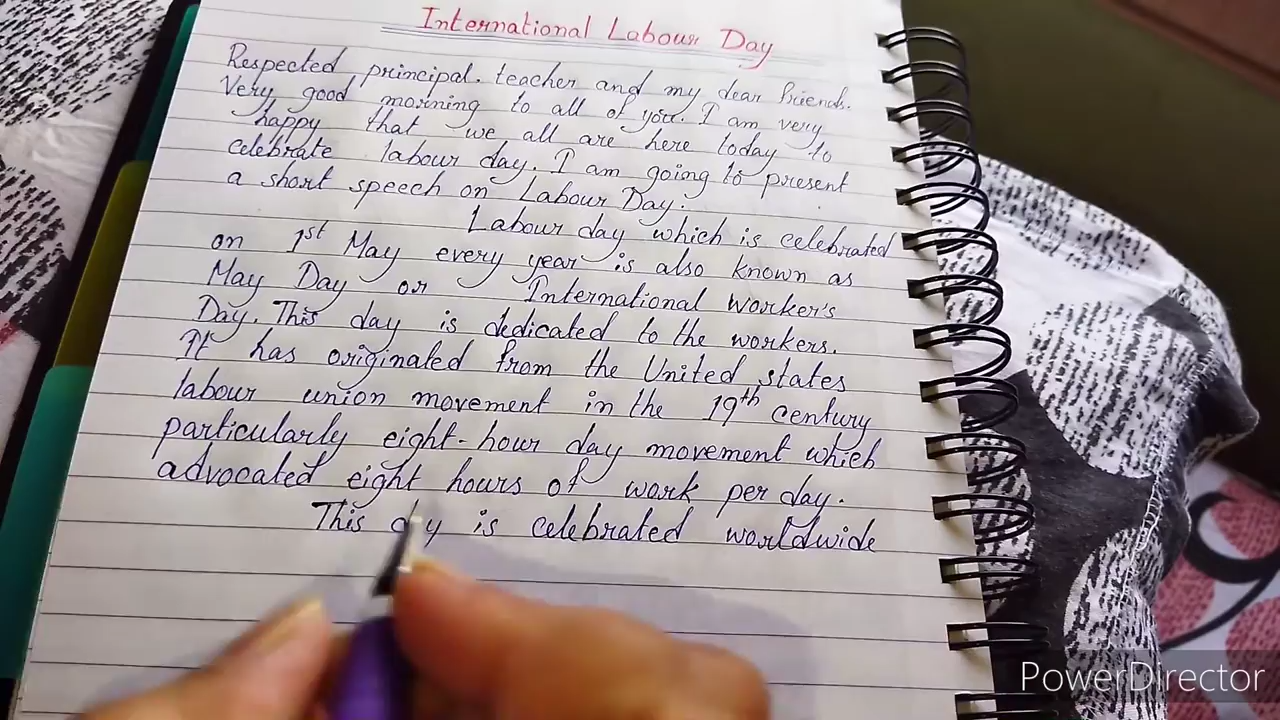 International Labour Day
Respected, principal. teacher and my dear friends.
Very good morning to all of you. I am very
happy that we all are here today to
celebrate labour day. I am going to present
a short speech on Labour Day.
Labour day which is celebrated
on 1st May every year is also known as
May Day or International worker's
Day. This day is dedicated to the workers.
It has originated from the United states
labour union movement in the 19th century
particularly eight-hour day movement which
advocated eight hours of work per day.
This day is celebrated worldwide
PowerDirector